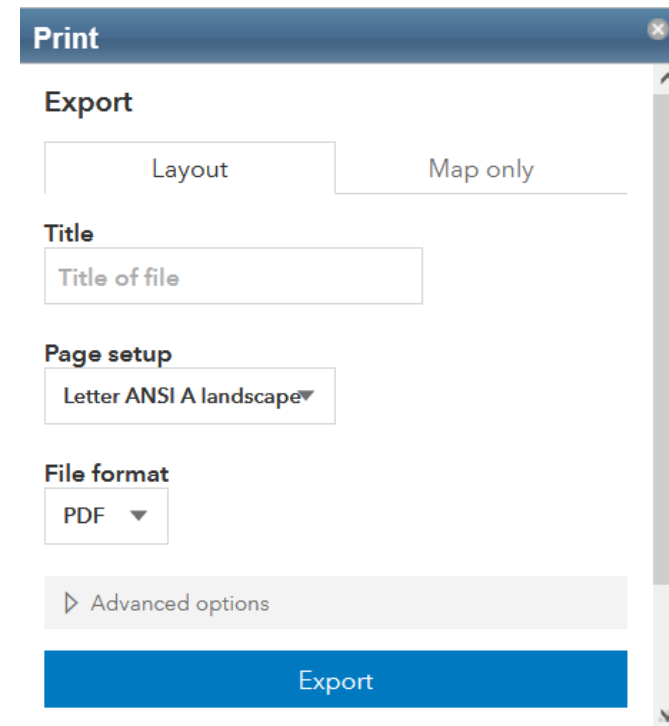 Print
Export
Layout
Map only
Title
Title of file
Page setup
Letter ANSI A landscape
File format
PDF
Advanced options
Export